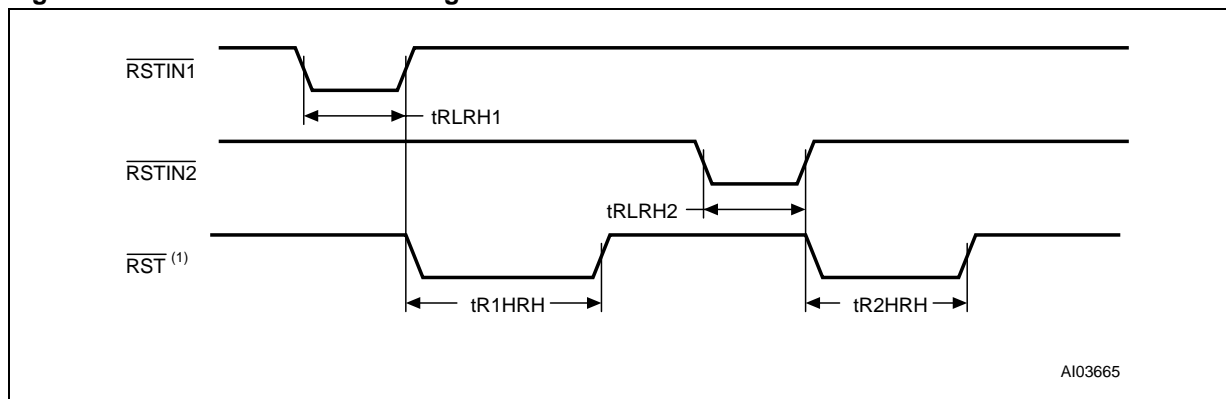 RSTIN1
tRLRH1
RSTIN2
tRLRH2
RST (1)
tR1HRH
tR2HRH
AI03665